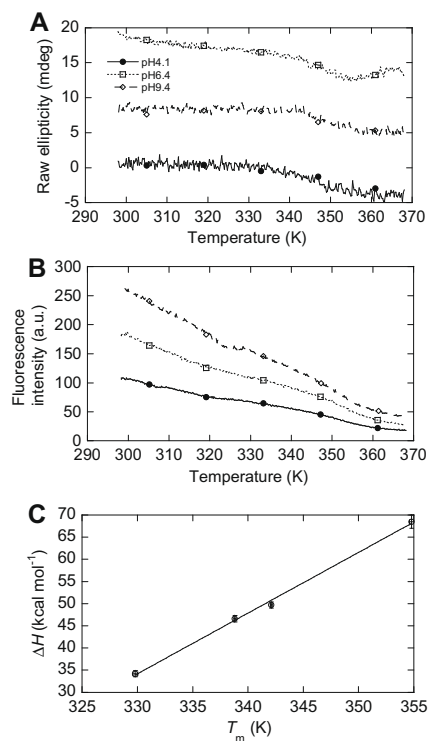 A
20
15
10
5
0
-5
Raw ellipticity (mdeg)
pH4.1
pH6.4
pH9.4
290 300 310 320 330 340 350 360 370
Temperature (K)
B
300
250
200
150
100
50
0
Fluorescence
intensity (a.u.)
290 300 310 320 330 340 350 360 370
Temperature (K)
C
70
65
60
55
50
45
40
35
30
ΔH (kcal mol⁻¹)
325 330 335 340 345 350 355
Tₘ (K)